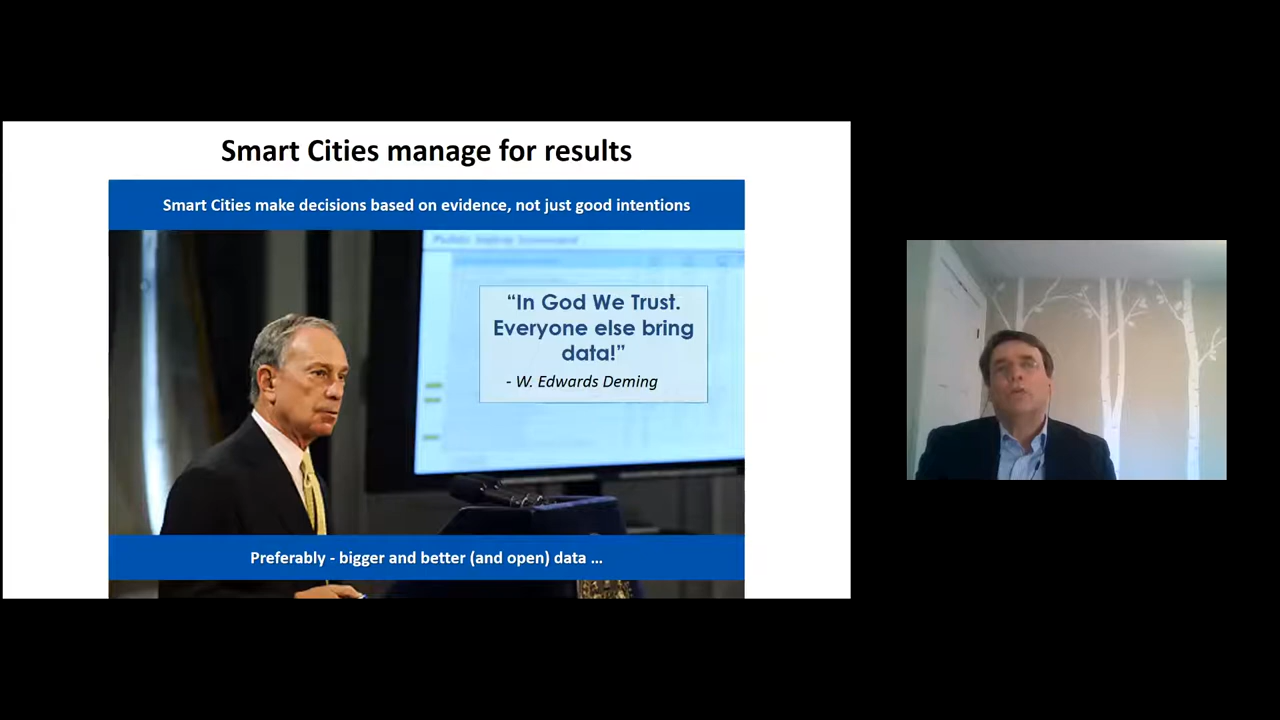 Smart Cities manage for results
Smart Cities make decisions based on evidence, not just good intentions
“In God We Trust.
Everyone else bring
data!”
- W. Edwards Deming
Preferably - bigger and better (and open) data ...